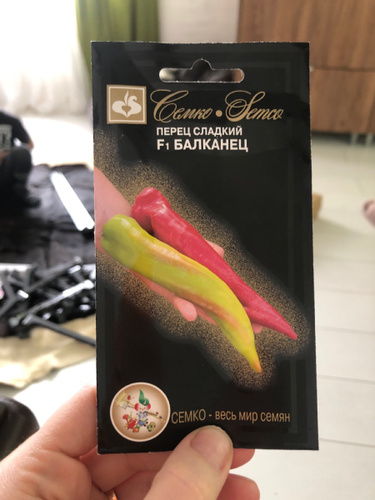 Семко • Semco
ПЕРЕЦ СЛАДКИЙ
F1 БАЛКАНЕЦ
СЕМКО - весь мир семян